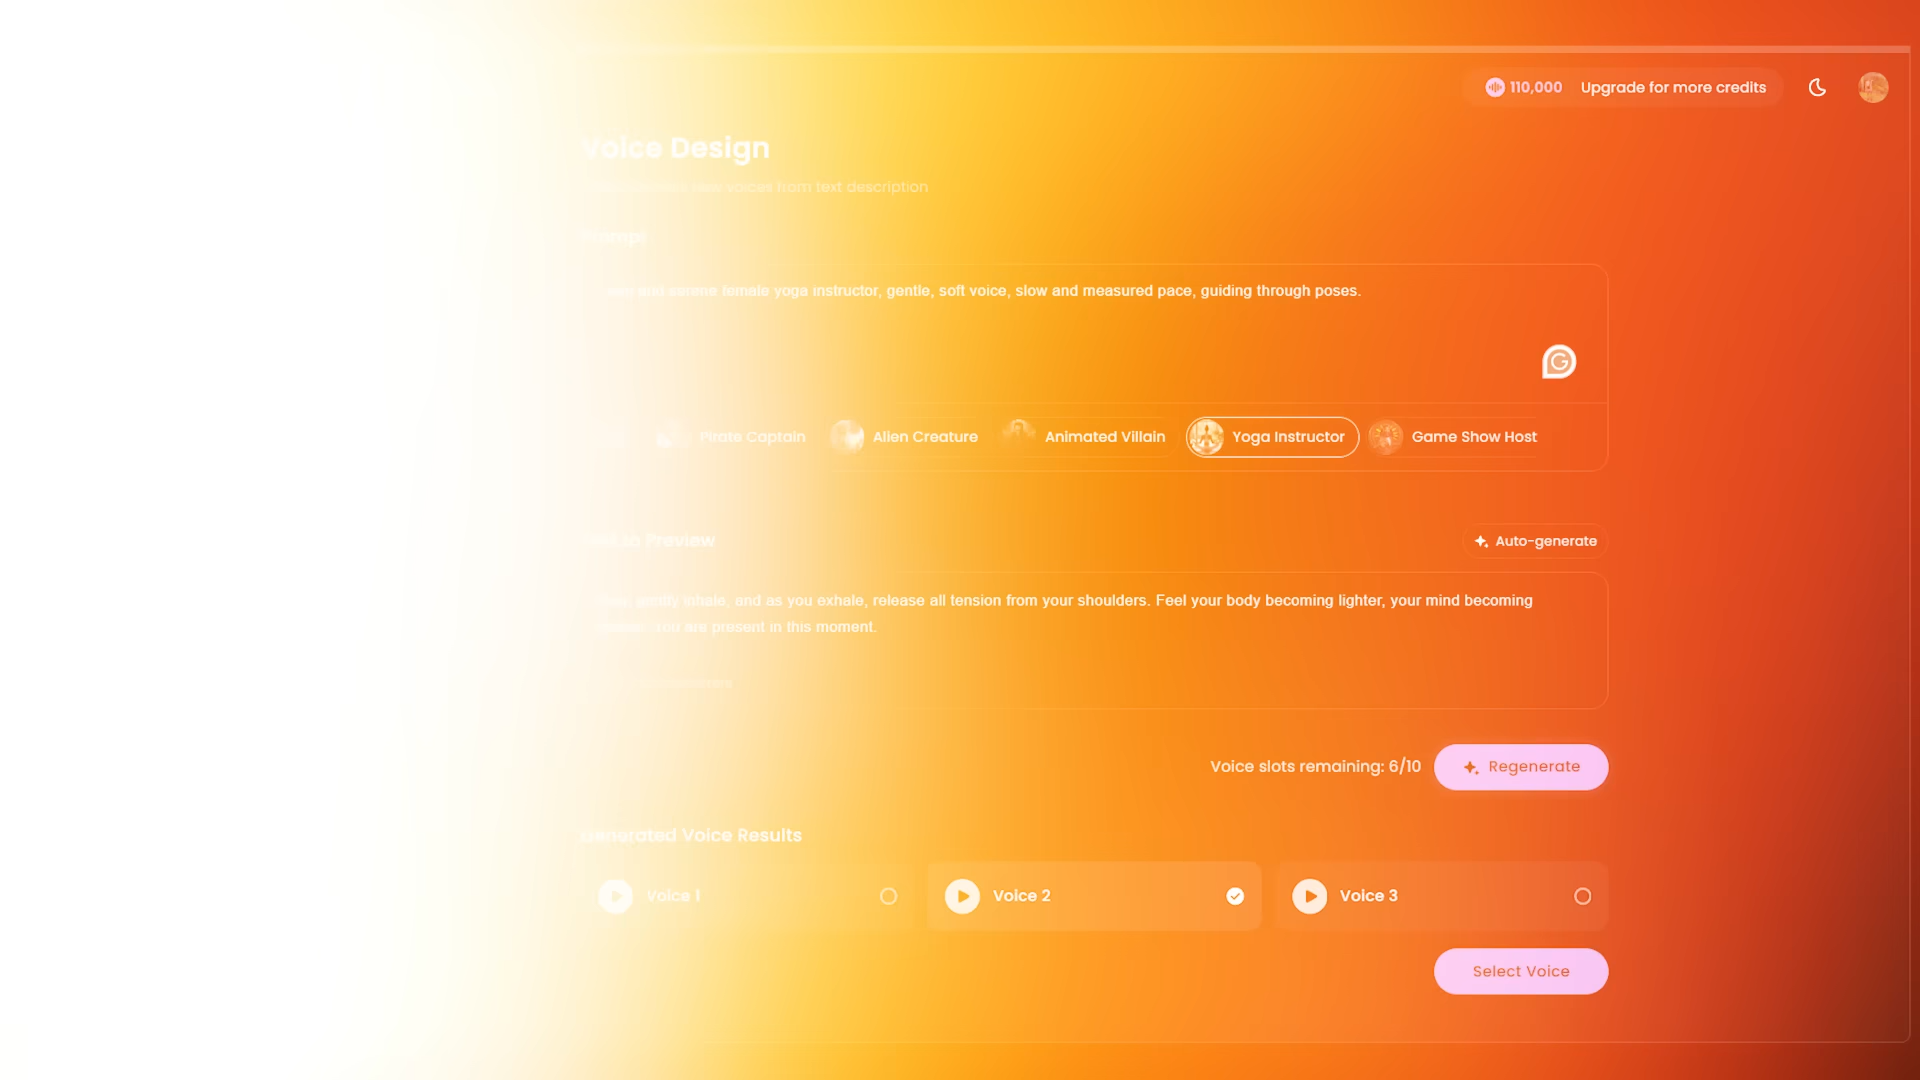 110,000 Upgrade for more credits
Voice Design
new voices from text description
Prompt
and serene female yoga instructor, gentle, soft voice, slow and measured pace, guiding through poses.
Pirate Captain Alien Creature Animated Villain Yoga Instructor Game Show Host
Preview
Auto-generate
gently inhale, and as you exhale, release all tension from your shoulders. Feel your body becoming lighter, your mind becoming
You are present in this moment.
Voice slots remaining: 6/10
Regenerate
Generated Voice Results
Voice 1
Voice 2
Voice 3
Select Voice